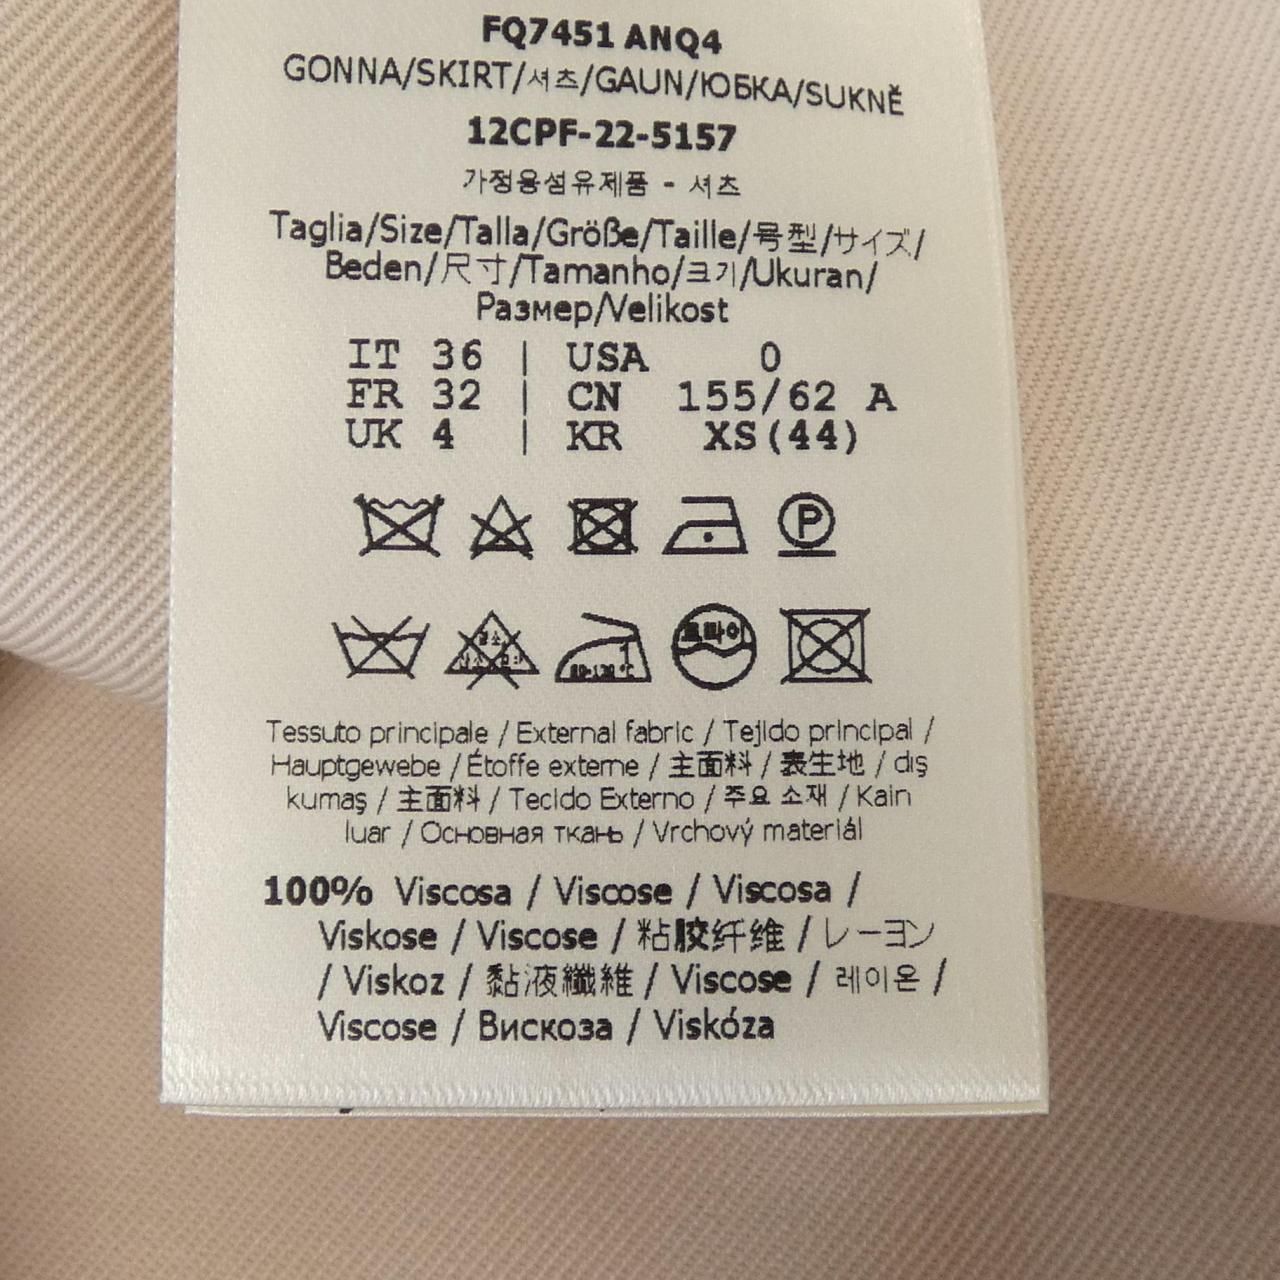 FQ7451 ANQ4
GONNA/SKIRT/셔츠/GAUN/ЮБКА/SUKNĚ
12CPF-22-5157
가정용섬유제품 - 셔츠
Taglia/Size/Talla/Größe/Taille/号型/サイズ/
Beden/尺寸/Tamanho/크기/Ukuran/
Размер/Velikost
IT 36 | USA 0
FR 32 | CN 155/62 A
UK 4 | KR XS(44)
P
드라이
Tessuto principale / External fabric / Tejido principal /
Hauptgewebe / Étoffe externe / 主面料 / 表生地 / dış
kumaş / 主面料 / Tecido Externo / 주요 소재 / Kain
luar / Основная ткань / Vrchový materiál
100% Viscosa / Viscose / Viscosa /
Viskose / Viscose / 粘胶纤维 / レーヨン
/ Viskoz / 黏液纖維 / Viscose / 레이온 /
Viscose / Вискоза / Viskóza